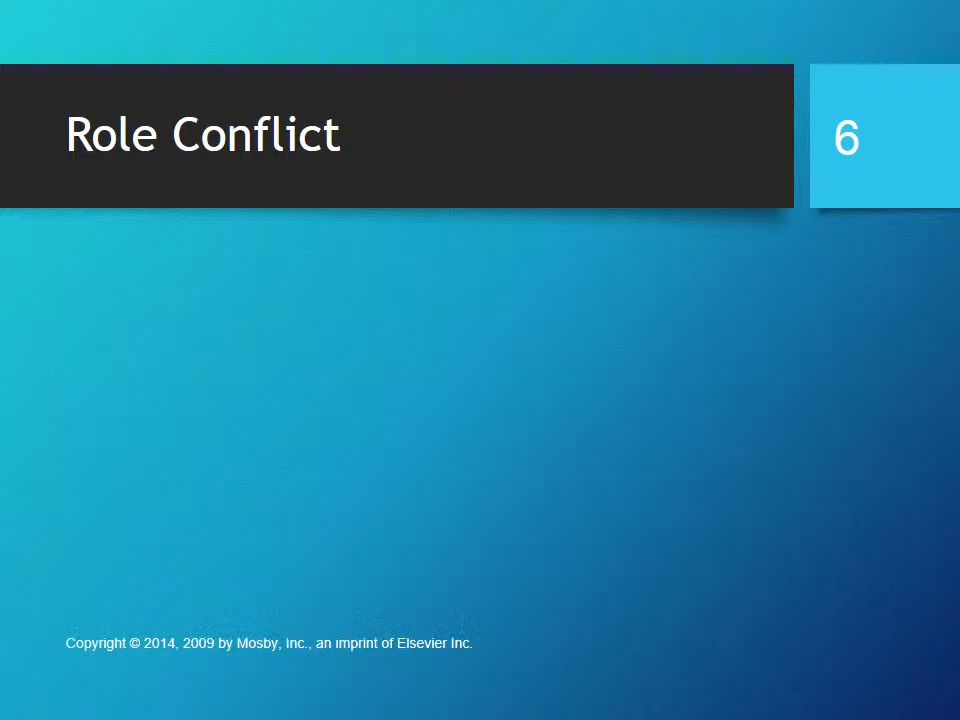 Role Conflict
6
Copyright © 2014, 2009 by Mosby, Inc., an imprint of Elsevier Inc.